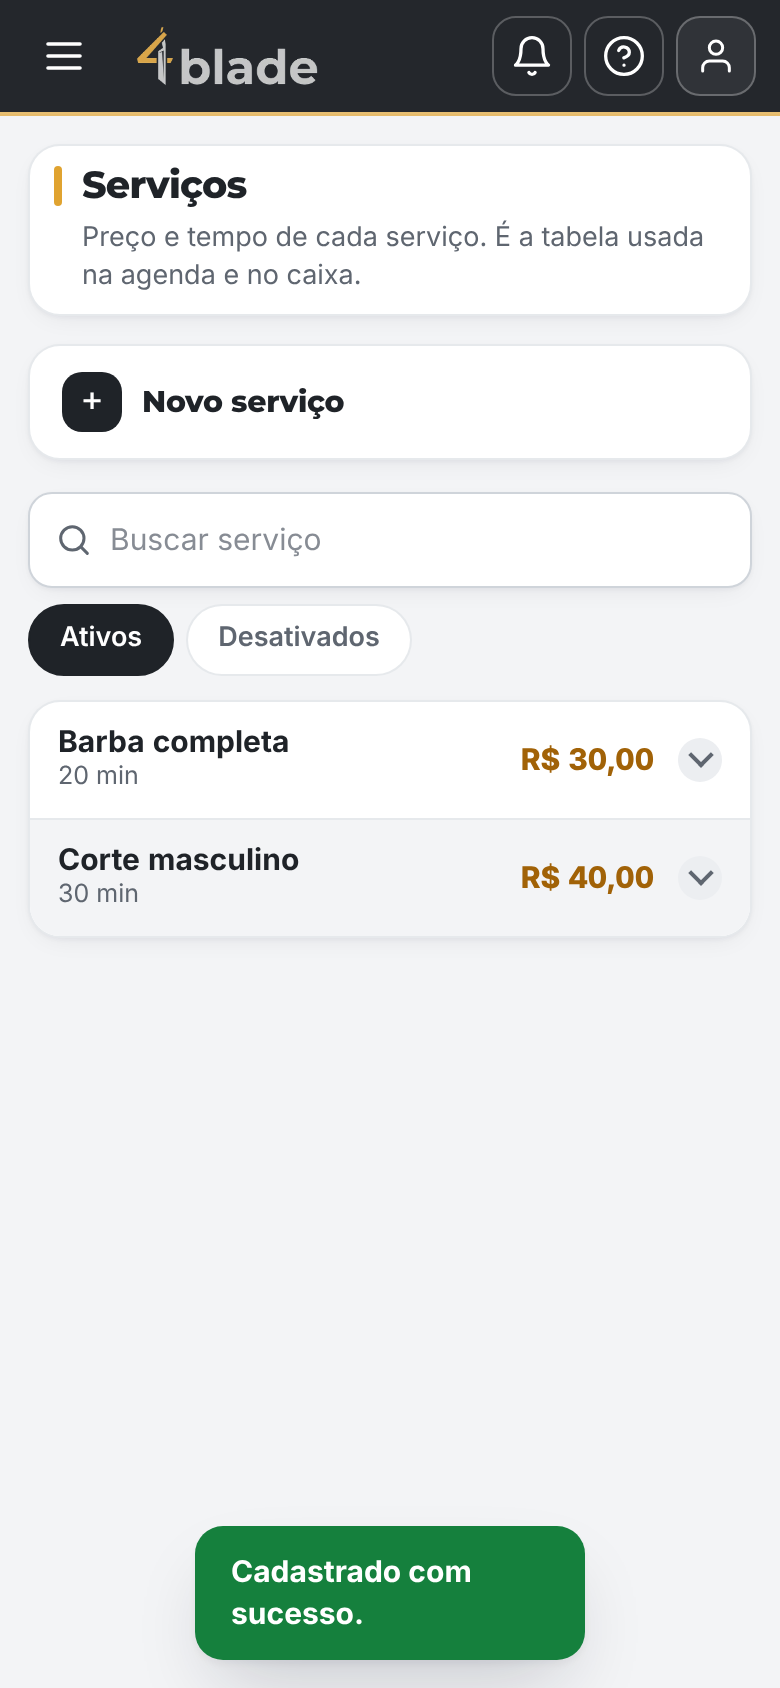 4blade
Serviços
Preço e tempo de cada serviço. É a tabela usada
na agenda e no caixa.
+ Novo serviço
Buscar serviço
Ativos Desativados
Barba completa
20 min
R$ 30,00
Corte masculino
30 min
R$ 40,00
Cadastrado com
sucesso.